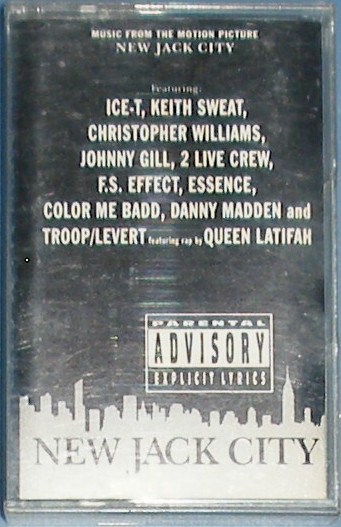 MUSIC FROM THE MOTION PICTURE
NEW JACK CITY
Featuring:
ICE-T, KEITH SWEAT,
CHRISTOPHER WILLIAMS,
JOHNNY GILL, 2 LIVE CREW,
F.S. EFFECT, ESSENCE,
COLOR ME BADD, DANNY MADDEN and
TROOP/LEVERT featuring rap by QUEEN LATIFAH
PARENTAL
ADVISORY
EXPLICIT LYRICS
NEW JACK CITY